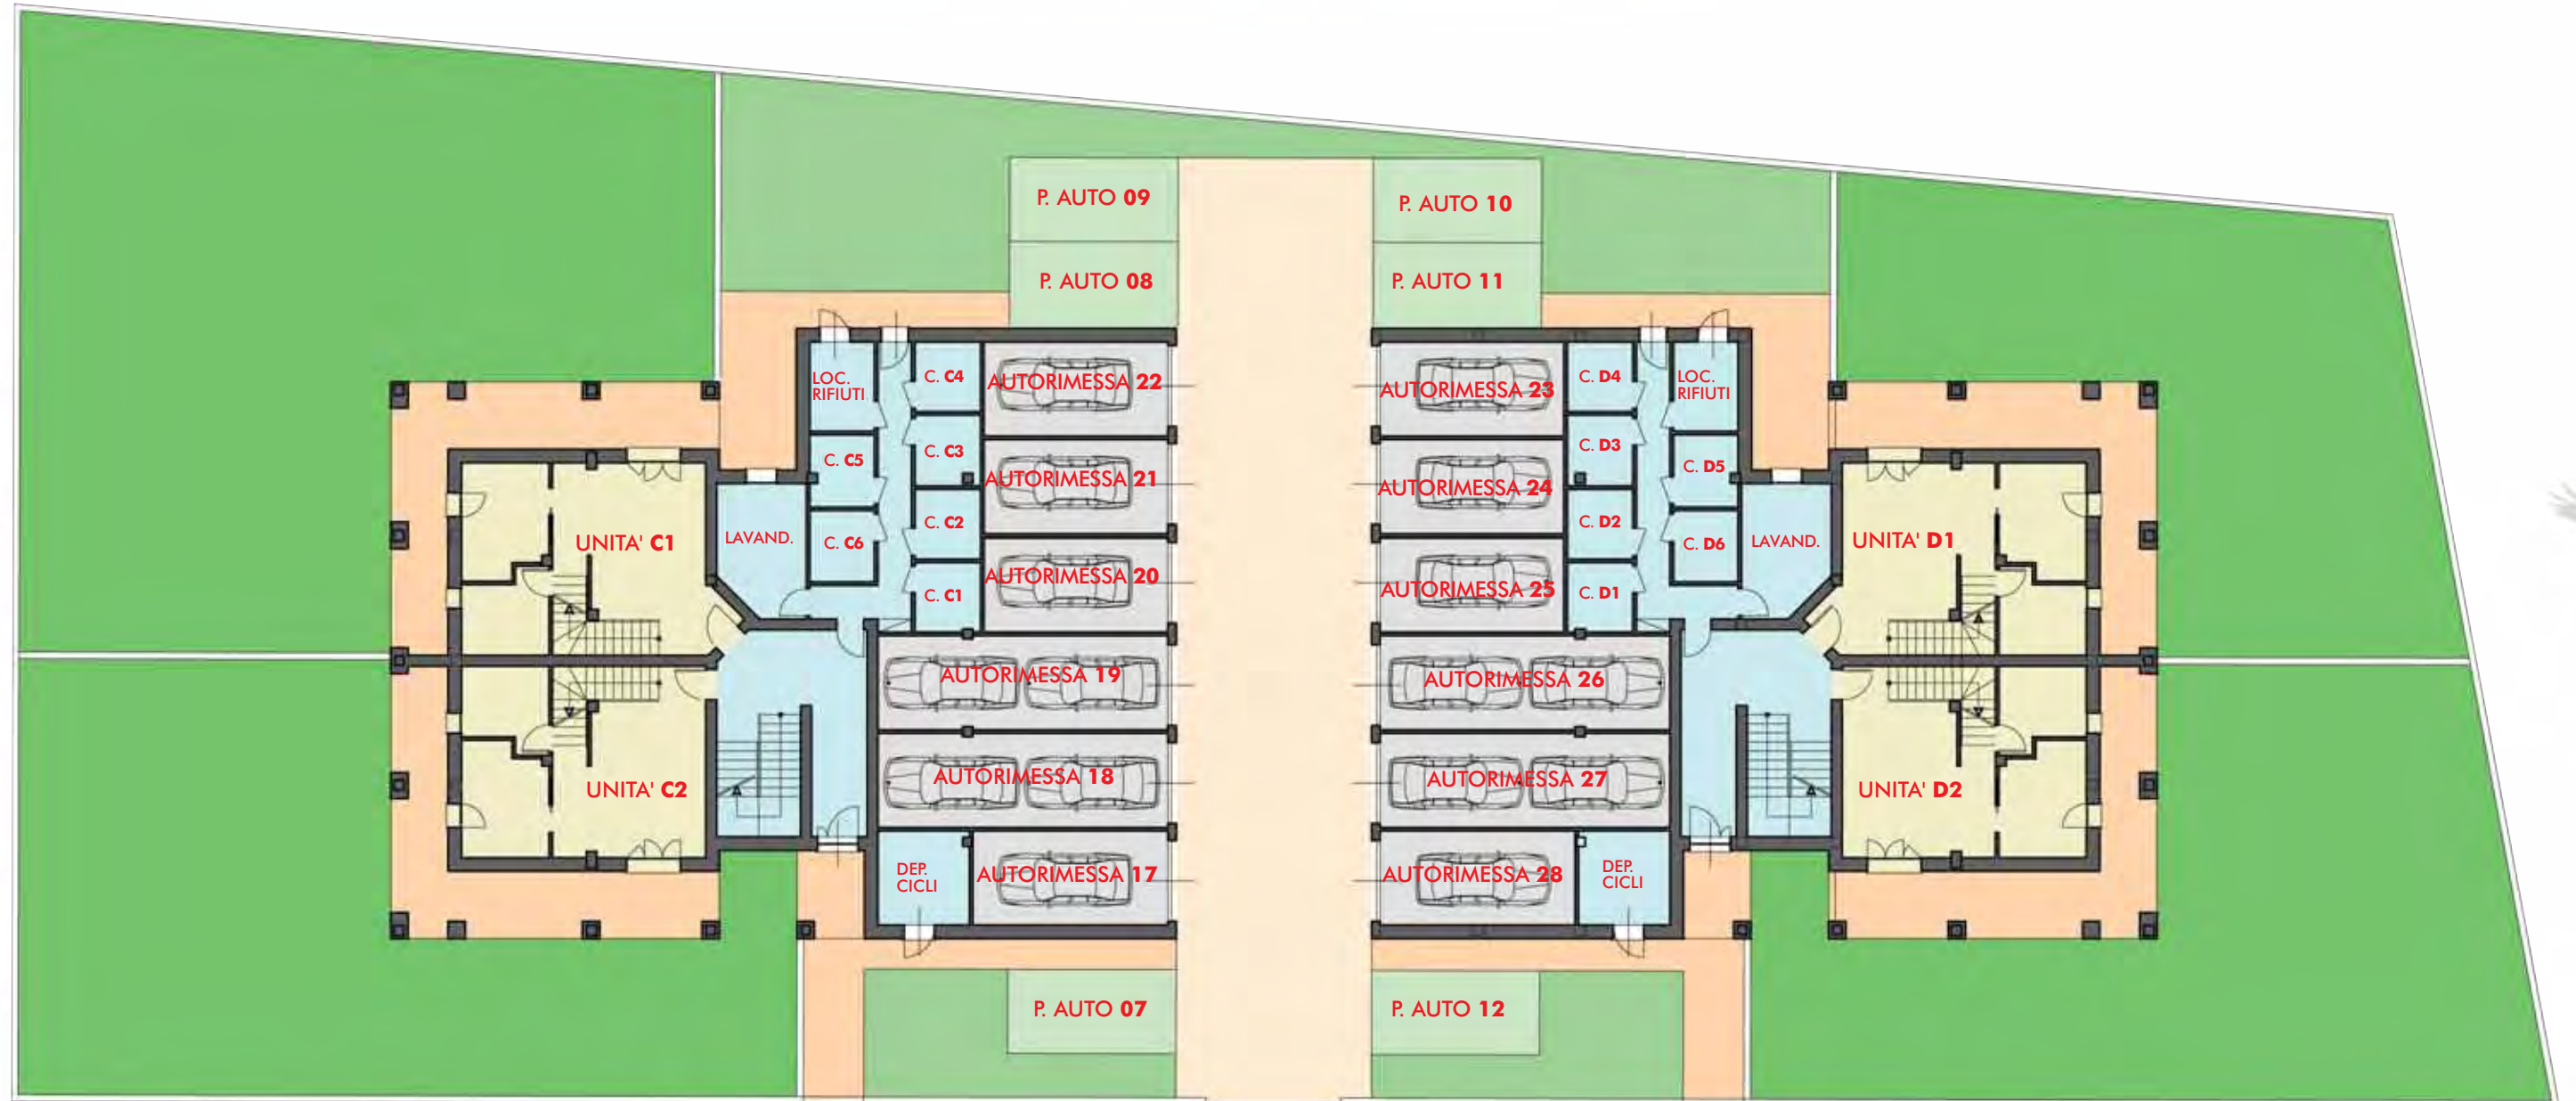 P. AUTO 09
P. AUTO 10
P. AUTO 08
P. AUTO 11
LOC.
RIFIUTI
C. C4
AUTORIMESSA 22
AUTORIMESSA 23
C. D4
LOC.
RIFIUTI
C. C5
C. C3
AUTORIMESSA 21
AUTORIMESSA 24
C. D3
C. D5
UNITA' C1
LAVAND.
C. C6
C. C2
AUTORIMESSA 20
AUTORIMESSA 25
C. D2
C. D6
LAVAND.
UNITA' D1
C. C1
C. D1
AUTORIMESSA 19
AUTORIMESSA 26
UNITA' C2
AUTORIMESSA 18
AUTORIMESSA 27
UNITA' D2
DEP.
CICLI
AUTORIMESSA 17
AUTORIMESSA 28
DEP.
CICLI
P. AUTO 07
P. AUTO 12